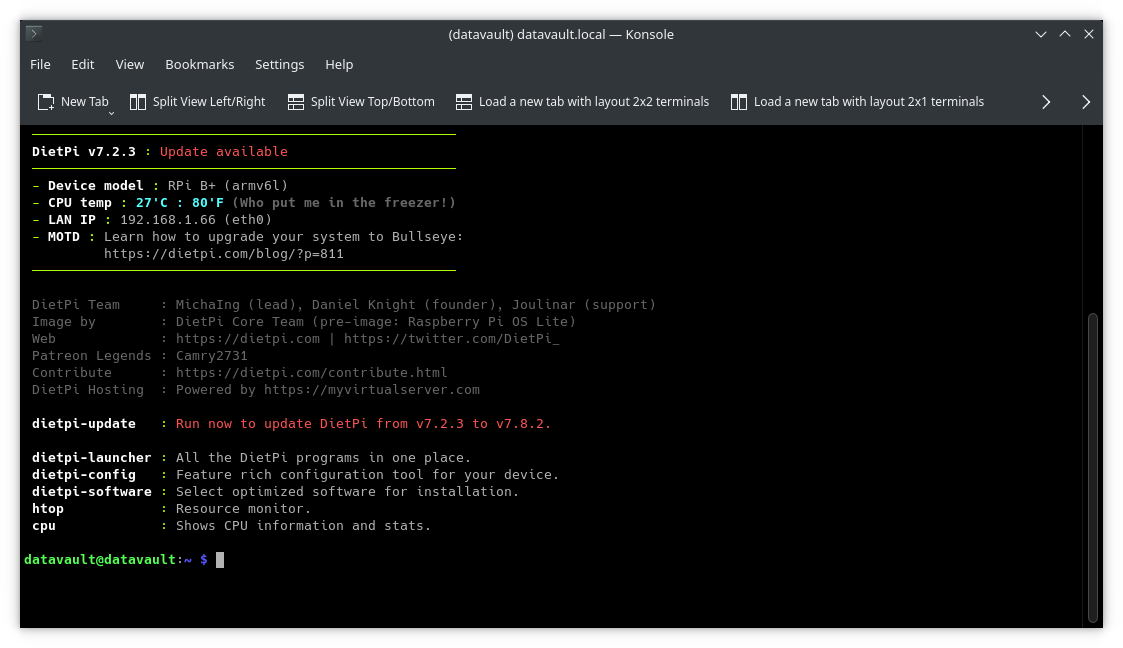 (datavault) datavault.local — Konsole
File Edit View Bookmarks Settings Help
New Tab Split View Left/Right Split View Top/Bottom Load a new tab with layout 2x2 terminals Load a new tab with layout 2x1 terminals
DietPi v7.2.3 : Update available
- Device model : RPi B+ (armv6l)
- CPU temp : 27'C : 80'F (Who put me in the freezer!)
- LAN IP : 192.168.1.66 (eth0)
- MOTD : Learn how to upgrade your system to Bullseye:
https://dietpi.com/blog/?p=811
DietPi Team : MichaIng (lead), Daniel Knight (founder), Joulinar (support)
Image by : DietPi Core Team (pre-image: Raspberry Pi OS Lite)
Web : https://dietpi.com | https://twitter.com/DietPi_
Patreon Legends : Camry2731
Contribute : https://dietpi.com/contribute.html
DietPi Hosting : Powered by https://myvirtualserver.com
dietpi-update : Run now to update DietPi from v7.2.3 to v7.8.2.
dietpi-launcher : All the DietPi programs in one place.
dietpi-config : Feature rich configuration tool for your device.
dietpi-software : Select optimized software for installation.
htop : Resource monitor.
cpu : Shows CPU information and stats.
datavault@datavault:~ $